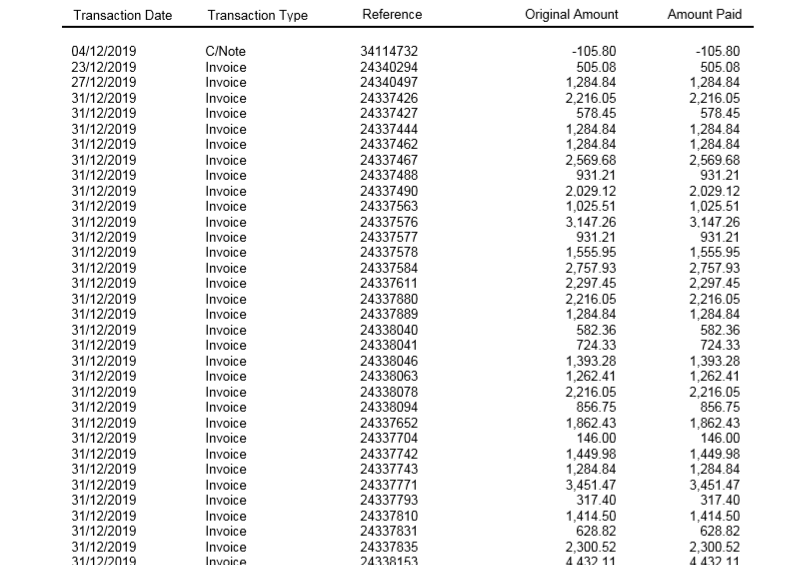 Transaction Date Transaction Type Reference Original Amount Amount Paid
04/12/2019 C/Note 34114732 -105.80 -105.80
23/12/2019 Invoice 24340294 505.08 505.08
27/12/2019 Invoice 24340497 1,284.84 1,284.84
31/12/2019 Invoice 24337426 2,216.05 2,216.05
31/12/2019 Invoice 24337427 578.45 578.45
31/12/2019 Invoice 24337444 1,284.84 1,284.84
31/12/2019 Invoice 24337462 1,284.84 1,284.84
31/12/2019 Invoice 24337467 2,569.68 2,569.68
31/12/2019 Invoice 24337488 931.21 931.21
31/12/2019 Invoice 24337490 2,029.12 2,029.12
31/12/2019 Invoice 24337563 1,025.51 1,025.51
31/12/2019 Invoice 24337576 3,147.26 3,147.26
31/12/2019 Invoice 24337577 931.21 931.21
31/12/2019 Invoice 24337578 1,555.95 1,555.95
31/12/2019 Invoice 24337584 2,757.93 2,757.93
31/12/2019 Invoice 24337611 2,297.45 2,297.45
31/12/2019 Invoice 24337880 2,216.05 2,216.05
31/12/2019 Invoice 24337889 1,284.84 1,284.84
31/12/2019 Invoice 24338040 582.36 582.36
31/12/2019 Invoice 24338041 724.33 724.33
31/12/2019 Invoice 24338046 1,393.28 1,393.28
31/12/2019 Invoice 24338063 1,262.41 1,262.41
31/12/2019 Invoice 24338078 2,216.05 2,216.05
31/12/2019 Invoice 24338094 856.75 856.75
31/12/2019 Invoice 24337652 1,862.43 1,862.43
31/12/2019 Invoice 24337704 146.00 146.00
31/12/2019 Invoice 24337742 1,449.98 1,449.98
31/12/2019 Invoice 24337743 1,284.84 1,284.84
31/12/2019 Invoice 24337771 3,451.47 3,451.47
31/12/2019 Invoice 24337793 317.40 317.40
31/12/2019 Invoice 24337810 1,414.50 1,414.50
31/12/2019 Invoice 24337831 628.82 628.82
31/12/2019 Invoice 24337835 2,300.52 2,300.52
31/12/2019 Invoice 24338153 4,432.11 4,432.11